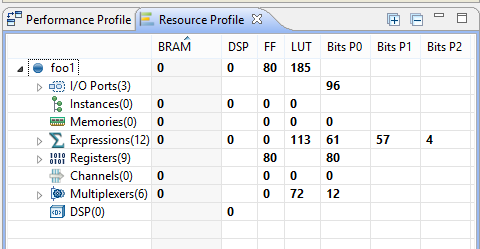 Performance Profile Resource Profile
BRAM DSP FF LUT Bits P0 Bits P1 Bits P2
foo1 0 0 80 185
I/O Ports(3) 96
Instances(0) 0 0 0 0
Memories(0) 0 0 0 0
Expressions(12) 0 0 0 113 61 57 4
Registers(9) 80 80
Channels(0) 0 0 0 0
Multiplexers(6) 0 0 72 12
DSP(0) 0